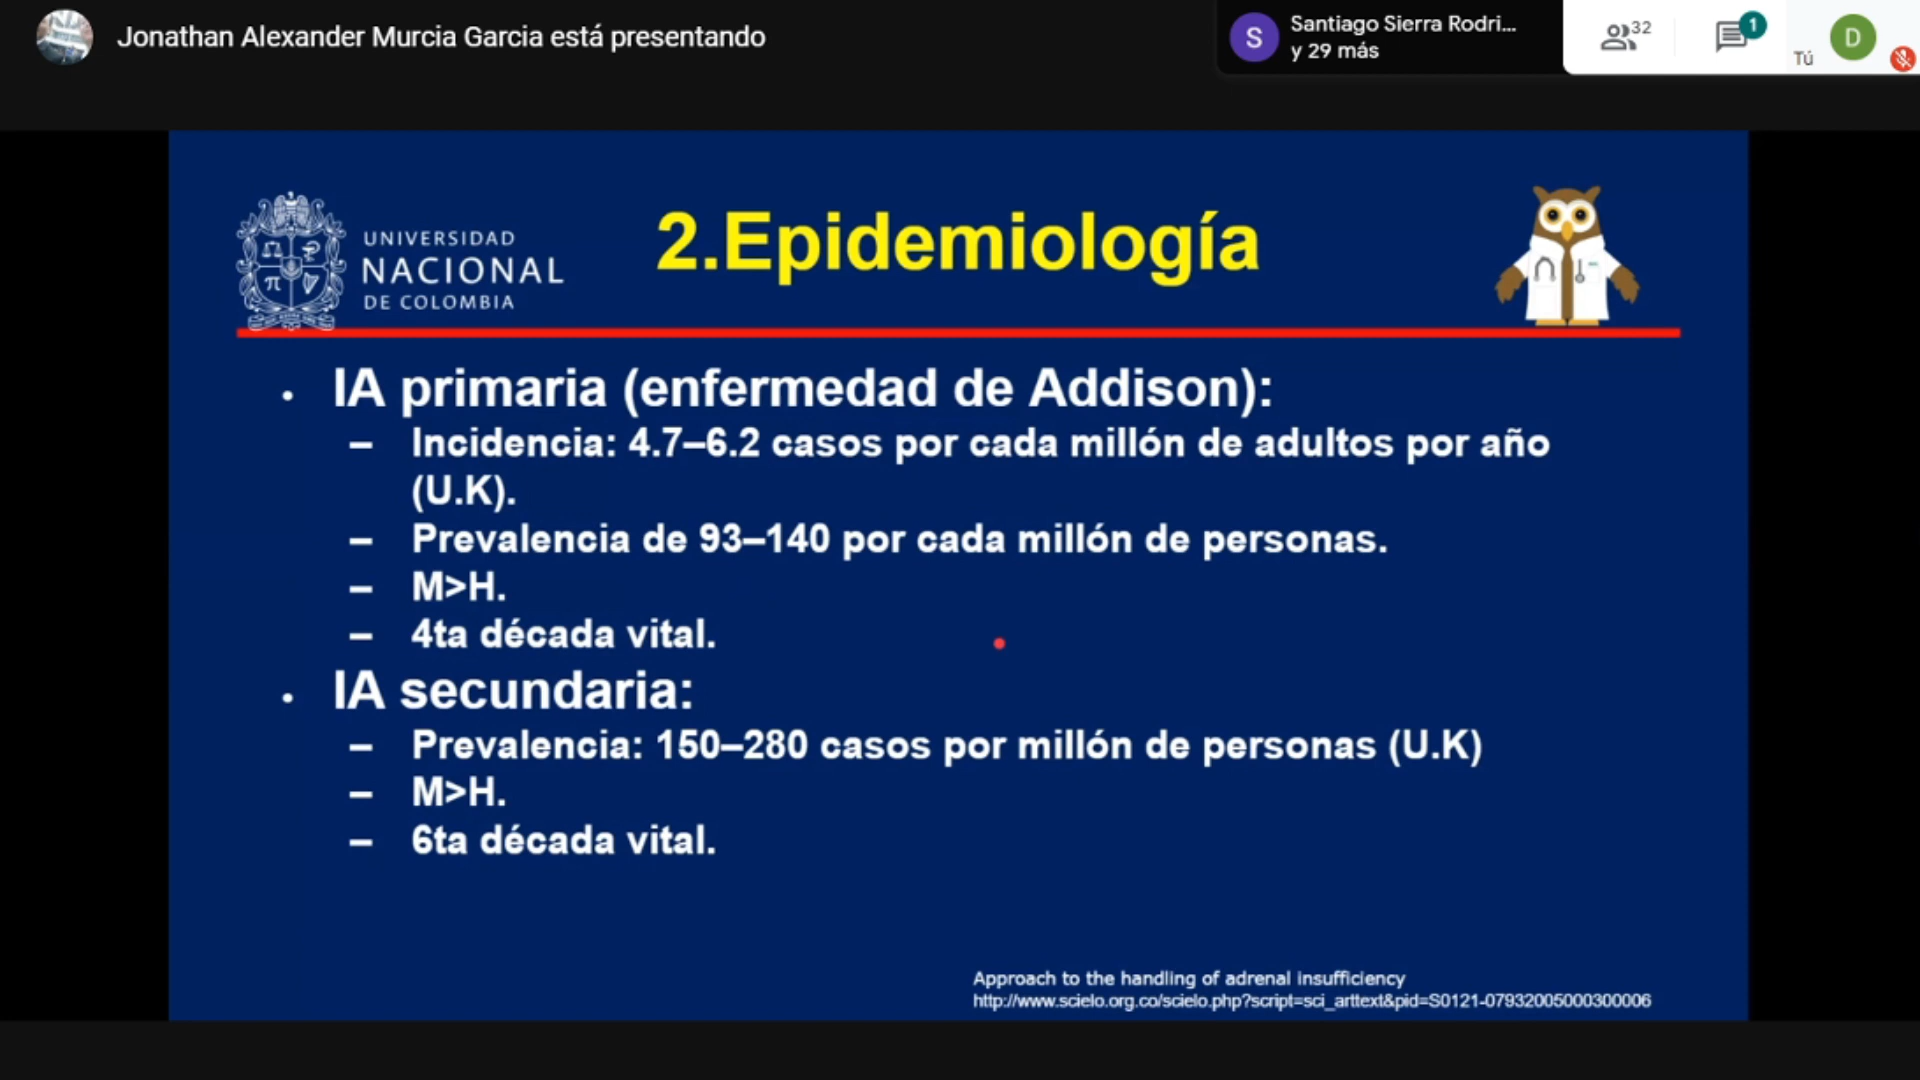 Jonathan Alexander Murcia Garcia está presentando
S
Santiago Sierra Rodri...
y 29 más
32
1
Tú
D
UNIVERSIDAD
NACIONAL
DE COLOMBIA
π
2.Epidemiología
• IA primaria (enfermedad de Addison):
– Incidencia: 4.7–6.2 casos por cada millón de adultos por año
(U.K).
– Prevalencia de 93–140 por cada millón de personas.
– M>H.
– 4ta década vital.
• IA secundaria:
– Prevalencia: 150–280 casos por millón de personas (U.K)
– M>H.
– 6ta década vital.
Approach to the handling of adrenal insufficiency
http://www.scielo.org.co/scielo.php?script=sci_arttext&pid=S0121-07932005000300006